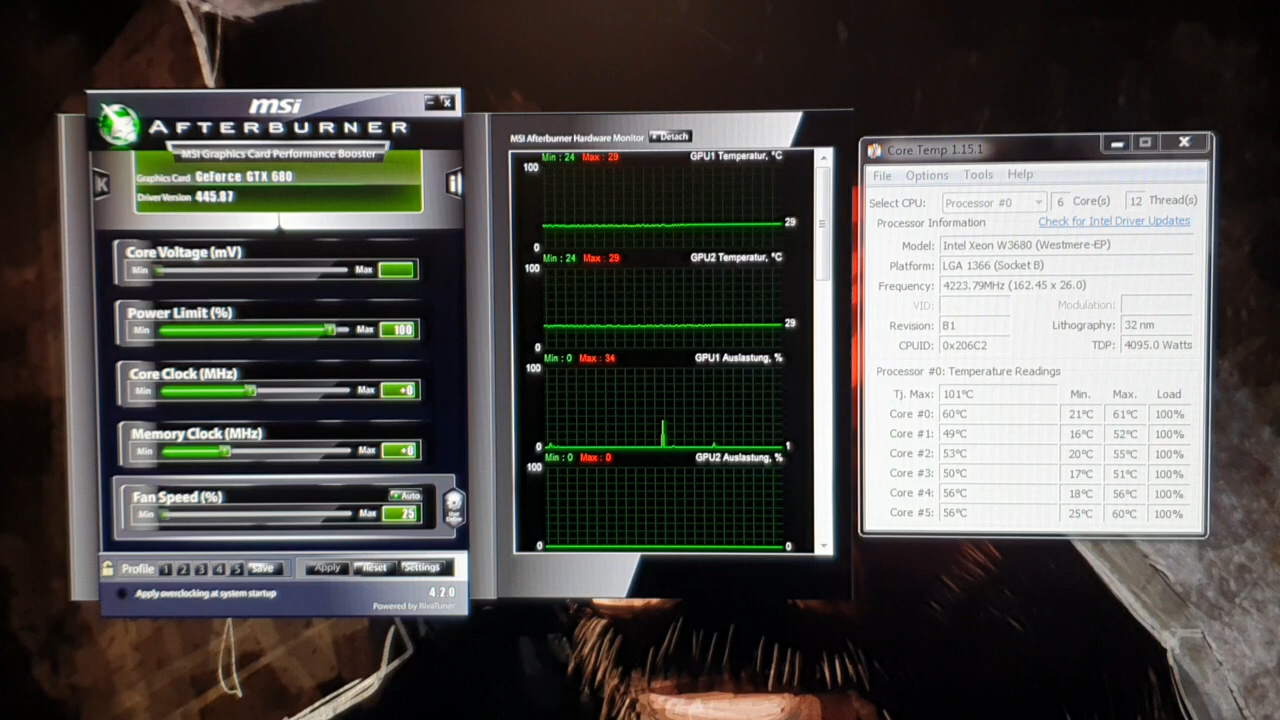 msi
AFTERBURNER
MSI Graphics Card Performance Booster
Graphics Card GeForce GTX 680
Driver Version 445.87
K
i
Core Voltage (mV)
Min Max
Power Limit (%)
Min Max 100
Core Clock (MHz)
Min Max +0
Memory Clock (MHz)
Min Max +0
Fan Speed (%) Auto
Min Max 25
User Define
Profile 1 2 3 4 5 Save Apply Reset Settings
Apply overclocking at system startup 4.2.0
Powered by RivaTuner
MSI Afterburner Hardware Monitor Detach
Min : 24 Max : 29 GPU1 Temperatur, °C
100
29
0
Min : 24 Max : 29 GPU2 Temperatur, °C
100
29
0
Min : 0 Max : 34 GPU1 Auslastung, %
100
0 1
Min : 0 Max : 0 GPU2 Auslastung, %
100
0 0
Core Temp 1.15.1
File Options Tools Help
Select CPU: Processor #0 6 Core(s) 12 Thread(s)
Processor Information Check for Intel Driver Updates
Model: Intel Xeon W3680 (Westmere-EP)
Platform: LGA 1366 (Socket B)
Frequency: 4223.79MHz (162.45 x 26.0)
VID: Modulation:
Revision: B1 Lithography: 32 nm
CPUID: 0x206C2 TDP: 4095.0 Watts
Processor #0: Temperature Readings
Tj. Max: 101°C Min. Max. Load
Core #0: 60°C 21°C 61°C 100%
Core #1: 49°C 16°C 52°C 100%
Core #2: 53°C 20°C 55°C 100%
Core #3: 50°C 17°C 51°C 100%
Core #4: 56°C 18°C 56°C 100%
Core #5: 56°C 25°C 60°C 100%